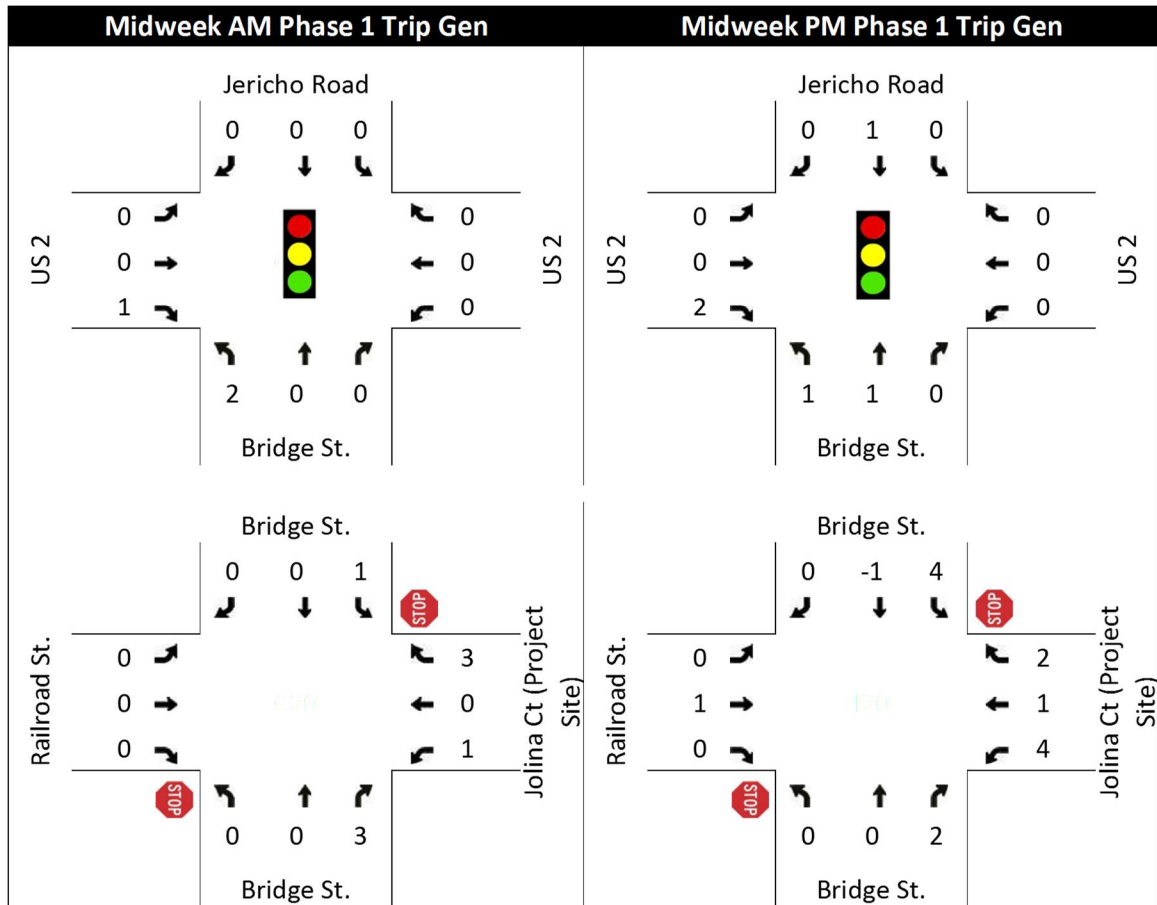 Midweek AM Phase 1 Trip Gen
Jericho Road
0 0 0
US 2
0
0
1
0
0
0
US 2
2 0 0
Bridge St.
Bridge St.
0 0 1
STOP
Railroad St.
0
0
0
3
0
1
Jolina Ct (Project
Site)
STOP
0 0 3
Bridge St.
Midweek PM Phase 1 Trip Gen
Jericho Road
0 1 0
US 2
0
0
2
0
0
0
US 2
1 1 0
Bridge St.
Bridge St.
0 -1 4
STOP
Railroad St.
0
1
0
2
1
4
Jolina Ct (Project
Site)
STOP
0 0 2
Bridge St.